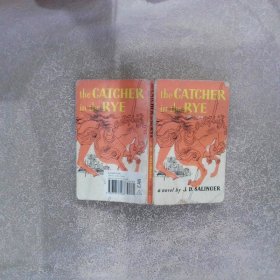 the CATCHER
in the RYE
the CATCHER
in the RYE
a novel by J. D. SALINGER